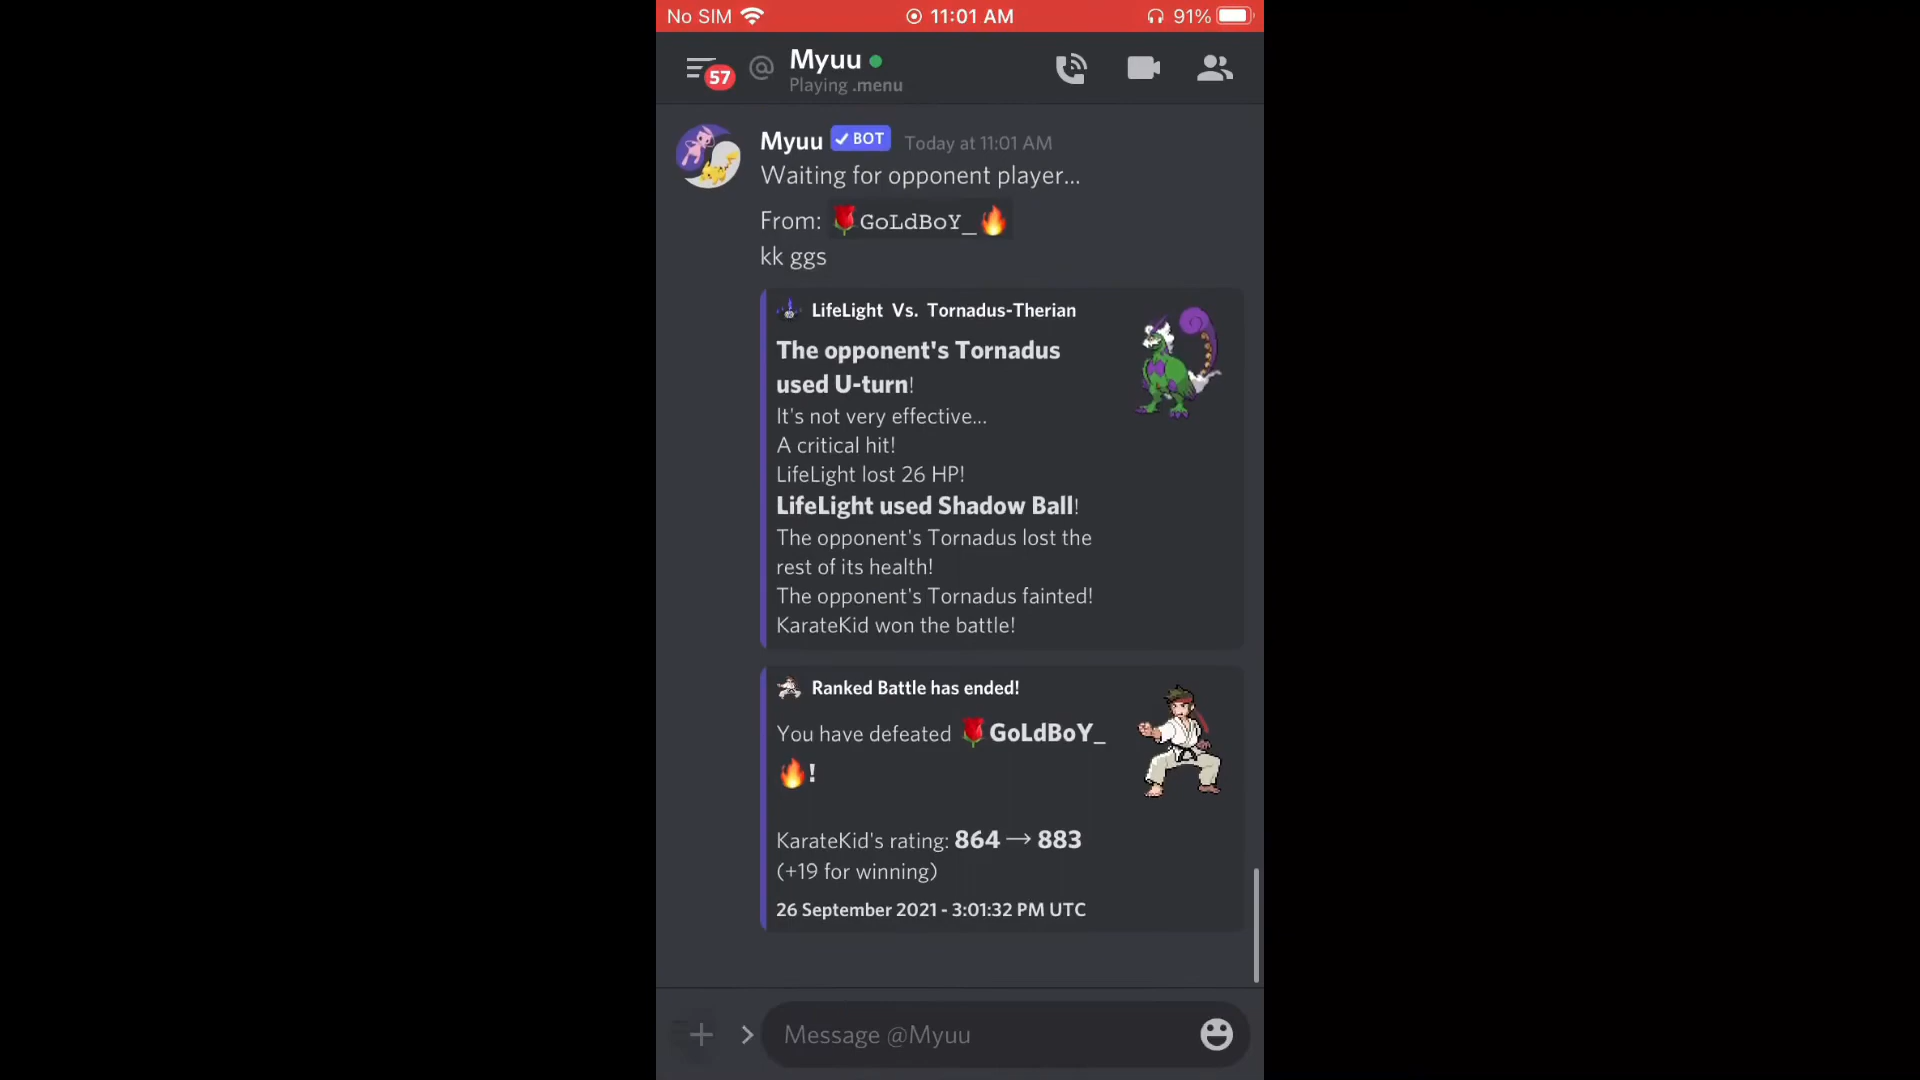 No SIM 11:01 AM 91%
57 @ Myuu
Playing .menu
Myuu ✓ BOT Today at 11:01 AM
Waiting for opponent player...
From: 🌹GoLdBoY_🔥
kk ggs
LifeLight Vs. Tornadus-Therian
The opponent's Tornadus
used U-turn!
It's not very effective...
A critical hit!
LifeLight lost 26 HP!
LifeLight used Shadow Ball!
The opponent's Tornadus lost the
rest of its health!
The opponent's Tornadus fainted!
KarateKid won the battle!
Ranked Battle has ended!
You have defeated 🌹GoLdBoY_
🔥!
KarateKid's rating: 864 → 883
(+19 for winning)
26 September 2021 - 3:01:32 PM UTC
Message @Myuu